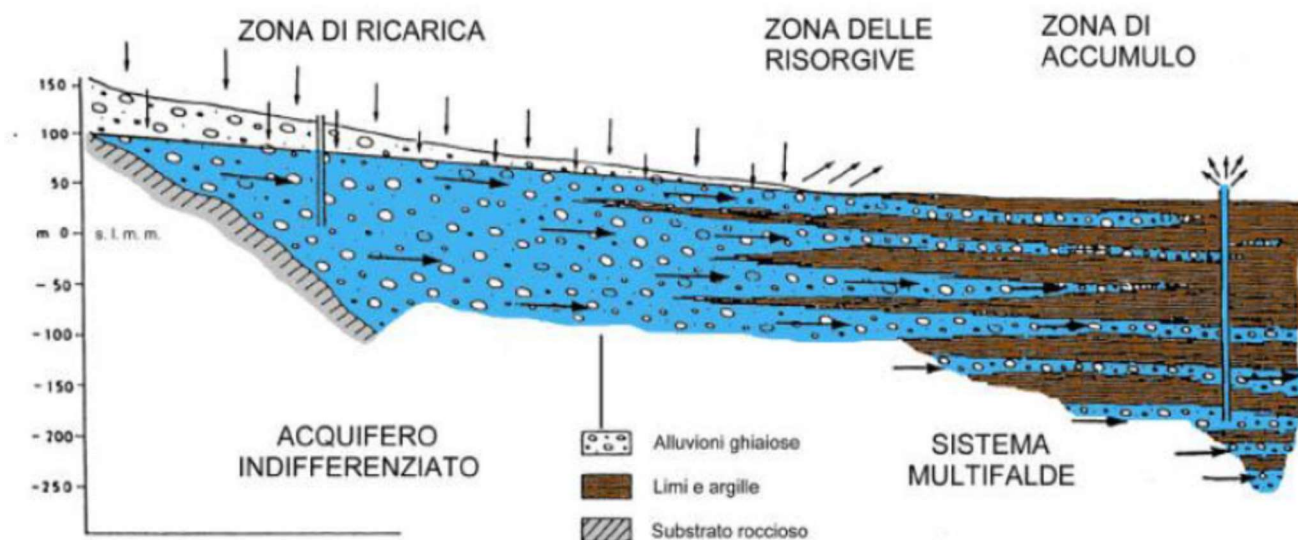 ZONA DI RICARICA
ZONA DELLE
RISORGIVE
ZONA DI
ACCUMULO
150
100
50
m 0
s. l. m. m.
- 50
-100
-150
-200
-250
ACQUIFERO
INDIFFERENZIATO
Alluvioni ghiaiose
Limi e argille
Substrato roccioso
SISTEMA
MULTIFALDE